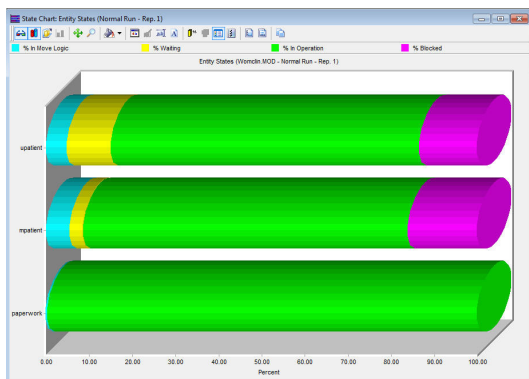 State Chart: Entity States (Normal Run - Rep. 1)
% In Move Logic % Waiting % In Operation % Blocked
Entity States (Womclin.MOD - Normal Run - Rep. 1)
upatient
mpatient
paperwork
0.00 10.00 20.00 30.00 40.00 50.00 60.00 70.00 80.00 90.00 100.00
Percent